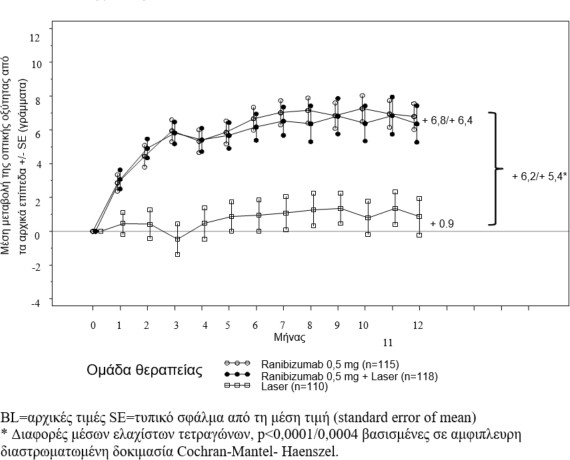 Μέση μεταβολή της οπτικής οξύτητας από
τα αρχικά επίπεδα +/- SE (γράμματα)
12
10
8
6
4
2
0
-2
-4
+ 6,8/+ 6,4
+ 6,2/+ 5,4*
+ 0.9
0 1 2 3 4 5 6 7 8 9 10 11 12
Μήνας
Ομάδα θεραπείας
Ranibizumab 0,5 mg (n=115)
Ranibizumab 0,5 mg + Laser (n=118)
Laser (n=110)
BL=αρχικές τιμές SE=τυπικό σφάλμα από τη μέση τιμή (standard error of mean)
* Διαφορές μέσων ελαχίστων τετραγώνων, p<0,0001/0,0004 βασισμένες σε αμφιπλευρη
διαστρωματωμένη δοκιμασία Cochran-Mantel- Haenszel.